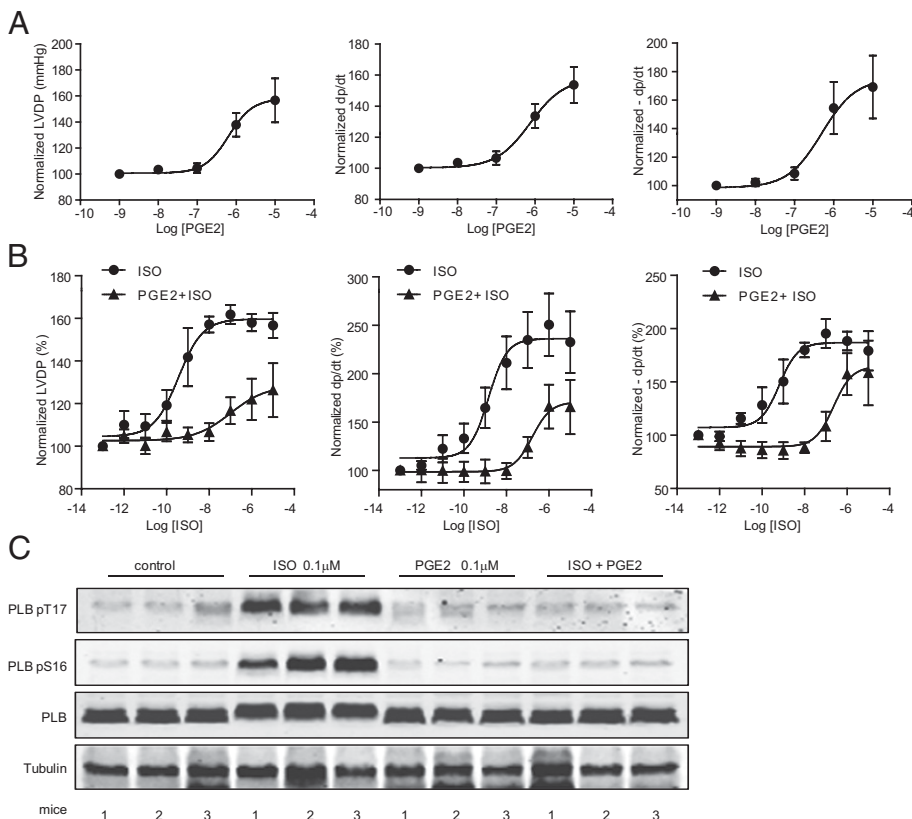 A
Normalized LVDP (mmHg)
200
180
160
140
120
100
80
-10 -9 -8 -7 -6 -5 -4
Log [PGE2]
Normalized dp/dt
180
160
140
120
100
80
-10 -9 -8 -7 -6 -5 -4
Log [PGE2]
Normalized - dp/dt
200
180
160
140
120
100
-10 -9 -8 -7 -6 -5 -4
Log [PGE2]
B
ISO
PGE2+ ISO
Normalized LVDP (%)
180
160
140
120
100
80
-14 -12 -10 -8 -6 -4
Log [ISO]
ISO
PGE2+ ISO
Normalized dp/dt (%)
300
250
200
150
100
-14 -12 -10 -8 -6 -4
Log [ISO]
ISO
PGE2+ ISO
Normalized - dp/dt (%)
250
200
150
100
50
-14 -12 -10 -8 -6 -4
Log [ISO]
C
control ISO 0.1μM PGE2 0.1μM ISO + PGE2
PLB pT17
PLB pS16
PLB
Tubulin
mice 1 2 3 1 2 3 1 2 3 1 2 3